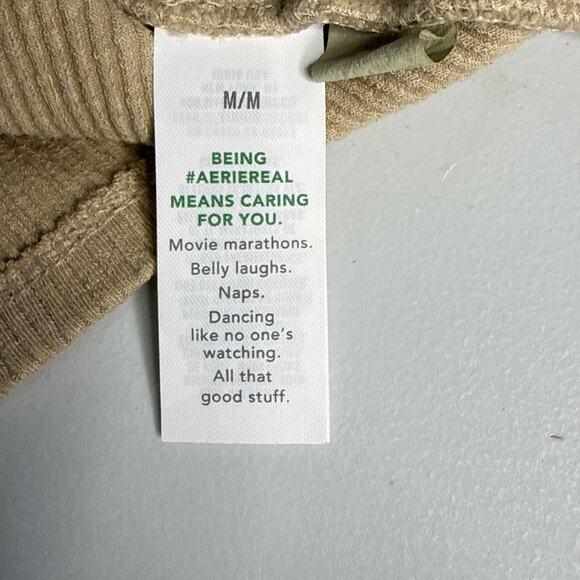 M/M
BEING
#AERIEREAL
MEANS CARING
FOR YOU.
Movie marathons.
Belly laughs.
Naps.
Dancing
like no one's
watching.
All that
good stuff.